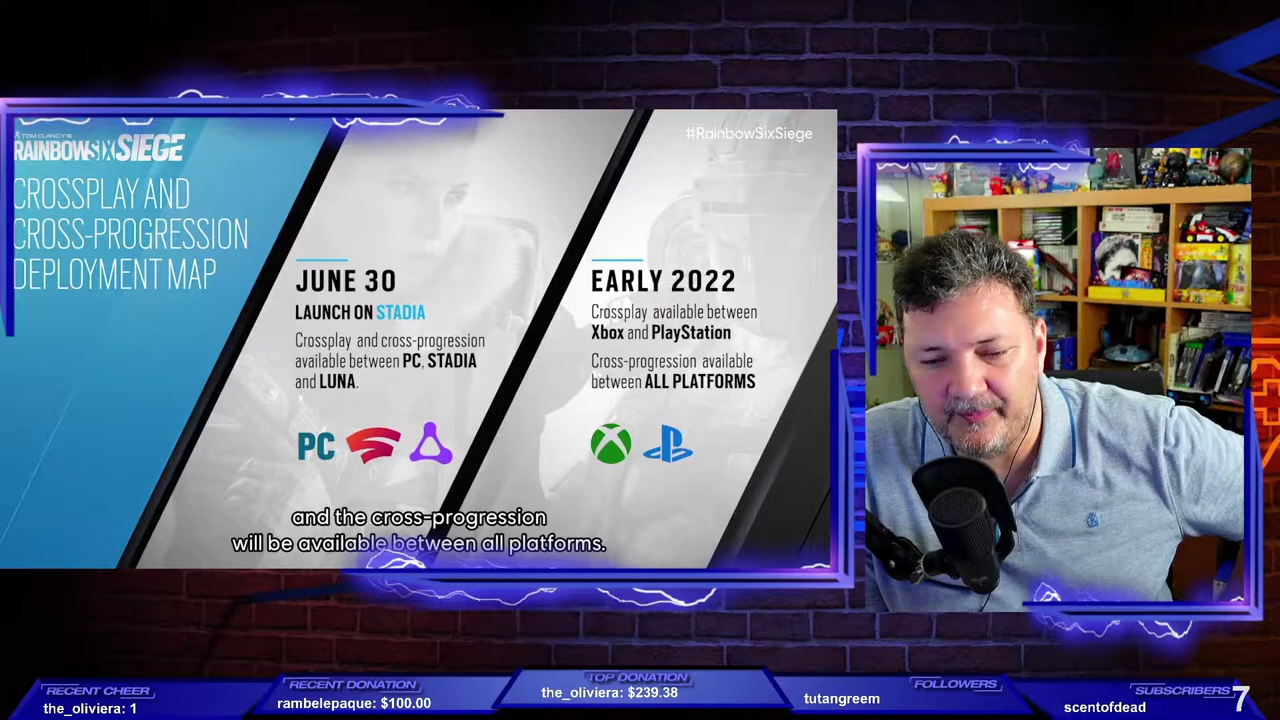 TOM CLANCY'S
RAINBOWSIX SIEGE
CROSSPLAY AND
CROSS-PROGRESSION
DEPLOYMENT MAP
#RainbowSixSiege
JUNE 30
LAUNCH ON STADIA
Crossplay and cross-progression
available between PC, STADIA
and LUNA.
PC
EARLY 2022
Crossplay available between
Xbox and PlayStation
Cross-progression available
between ALL PLATFORMS
and the cross-progression
will be available between all platforms.
RECENT CHEER
the_oliviera: 1
RECENT DONATION
rambelepaque: $100.00
TOP DONATION
the_oliviera: $239.38
FOLLOWERS
tutangreem
SUBSCRIBERS 7
scentofdead